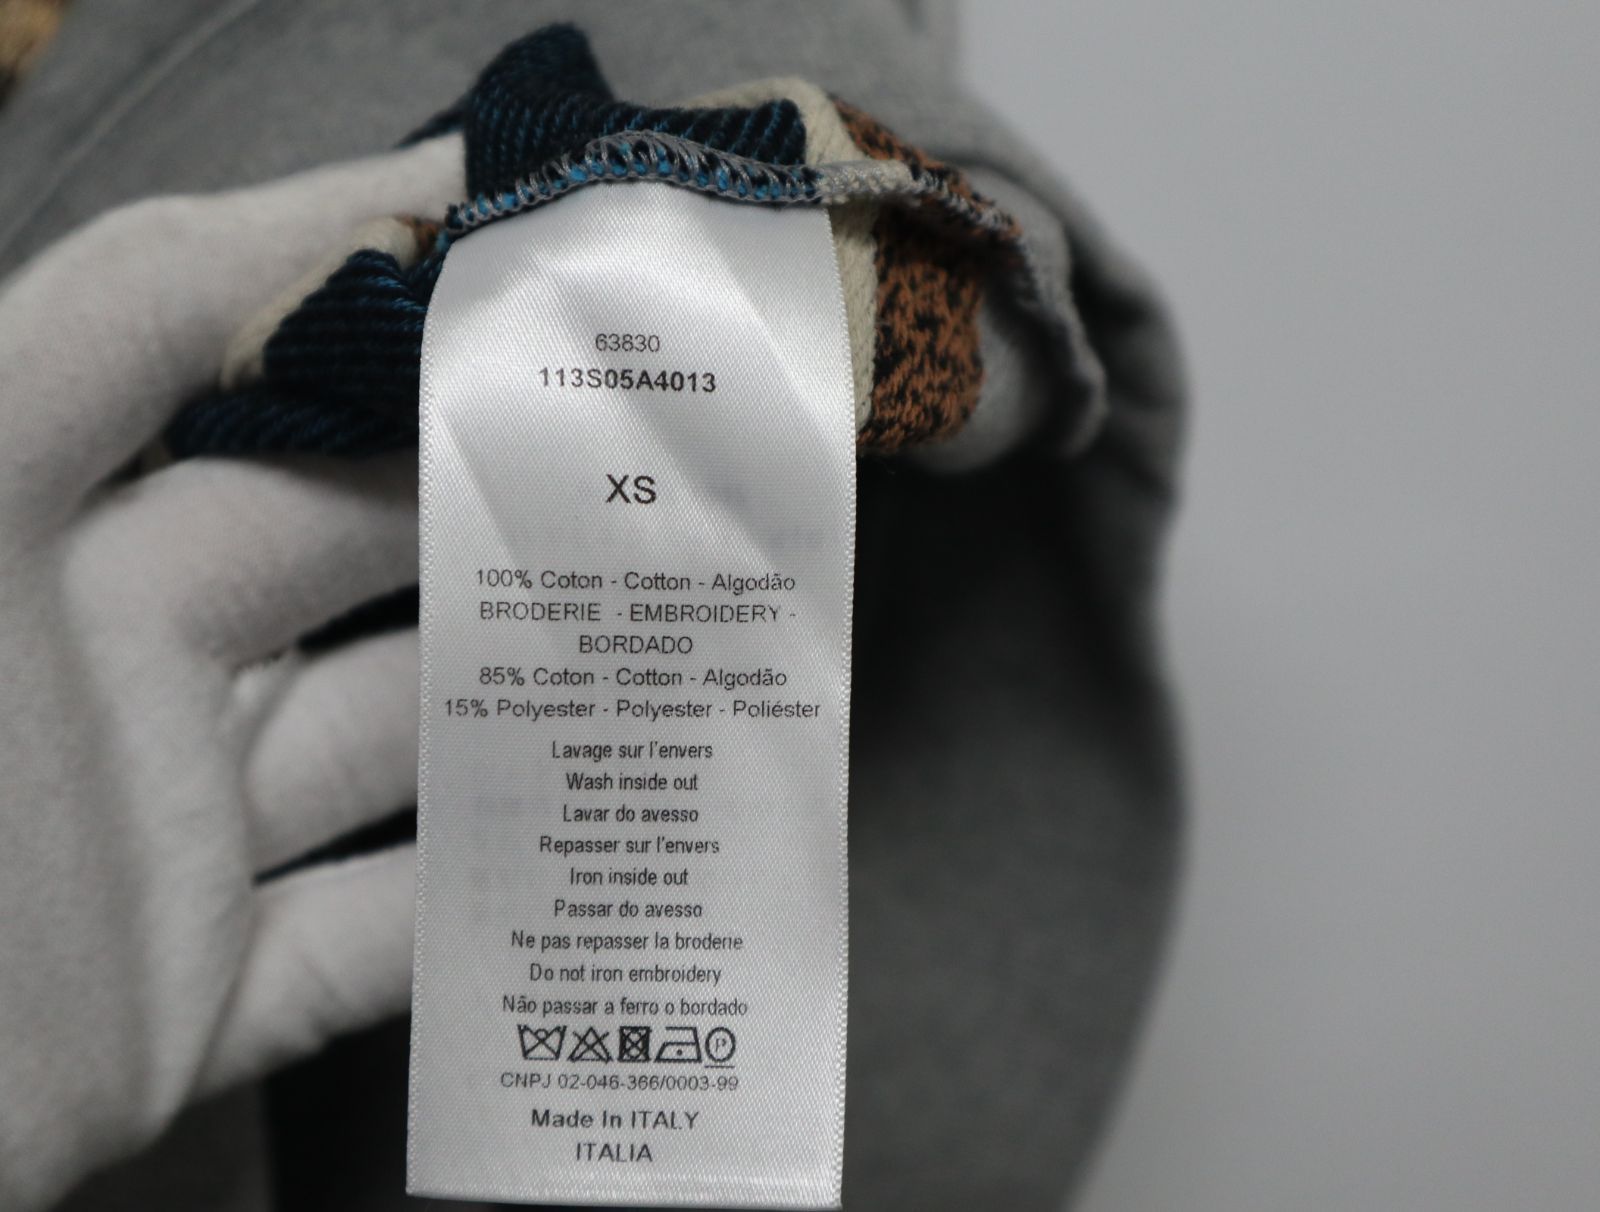 63830
113S05A4013
XS
100% Coton - Cotton - Algodão
BRODERIE - EMBROIDERY -
BORDADO
85% Coton - Cotton - Algodão
15% Polyester - Polyester - Poliéster
Lavage sur l'envers
Wash inside out
Lavar do avesso
Repasser sur l'envers
Iron inside out
Passar do avesso
Ne pas repasser la broderie
Do not iron embroidery
Não passar a ferro o bordado
P
CNPJ 02-046-366/0003-99
Made In ITALY
ITALIA